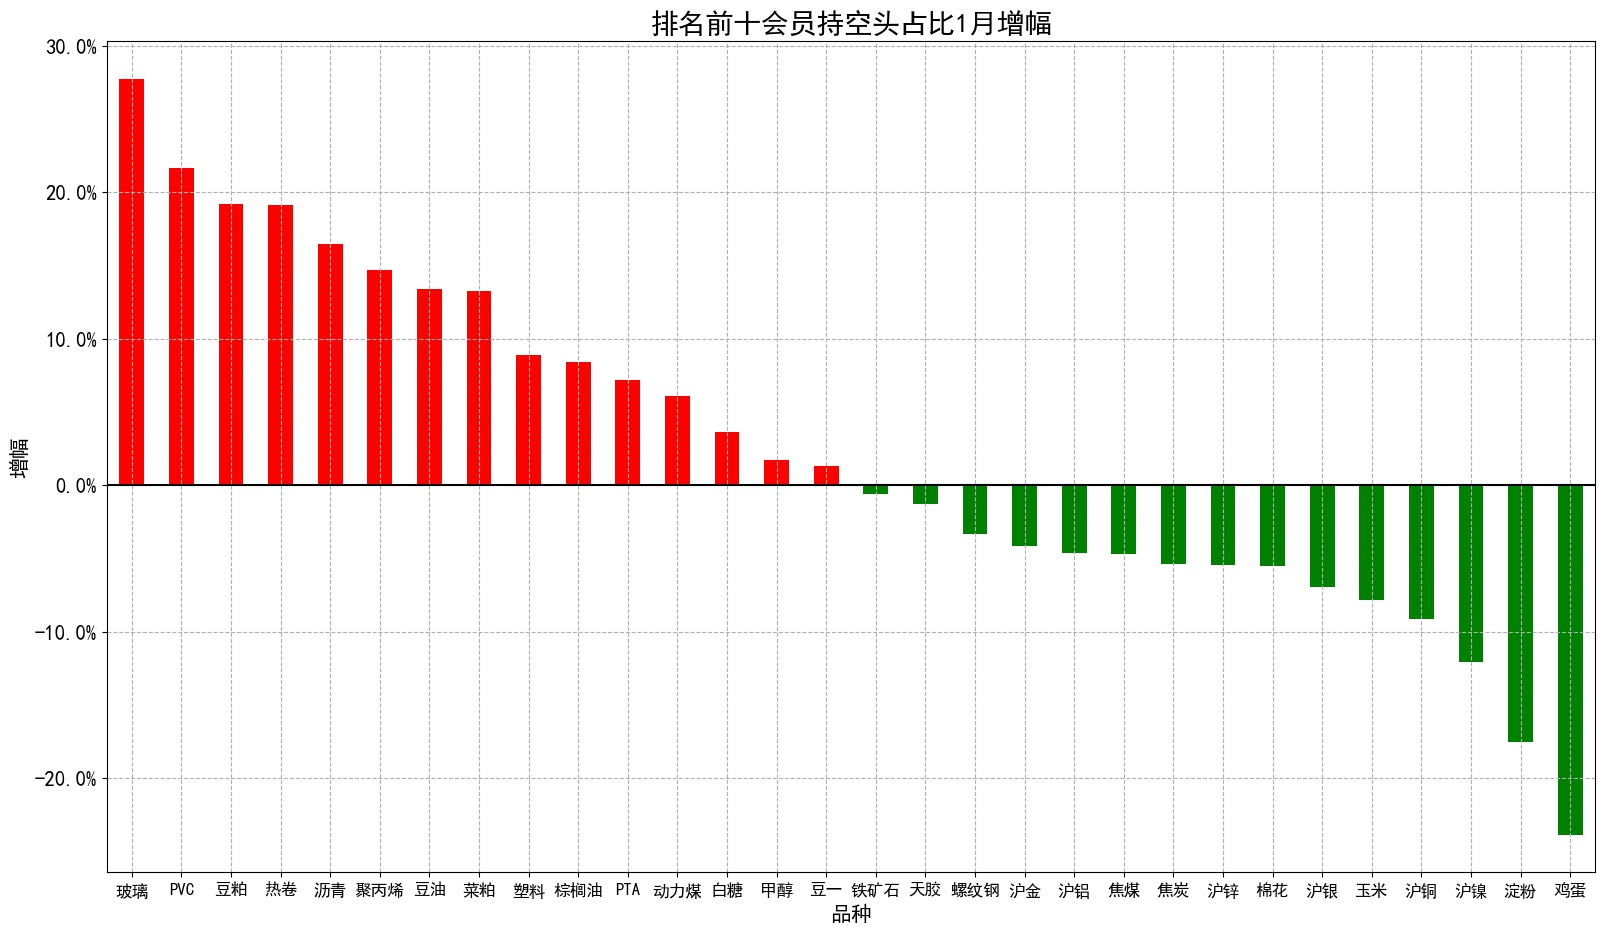 排名前十会员持空头占比1月增幅
30.0%
20.0%
10.0%
0.0%
-10.0%
-20.0%
增幅
玻璃 PVC 豆粕 热卷 沥青 聚丙烯 豆油 菜粕 塑料 棕榈油 PTA 动力煤 白糖 甲醇 豆一 铁矿石 天胶 螺纹钢 沪金 沪铝 焦煤 焦炭 沪锌 棉花 沪银 玉米 沪铜 沪镍 淀粉 鸡蛋
品种